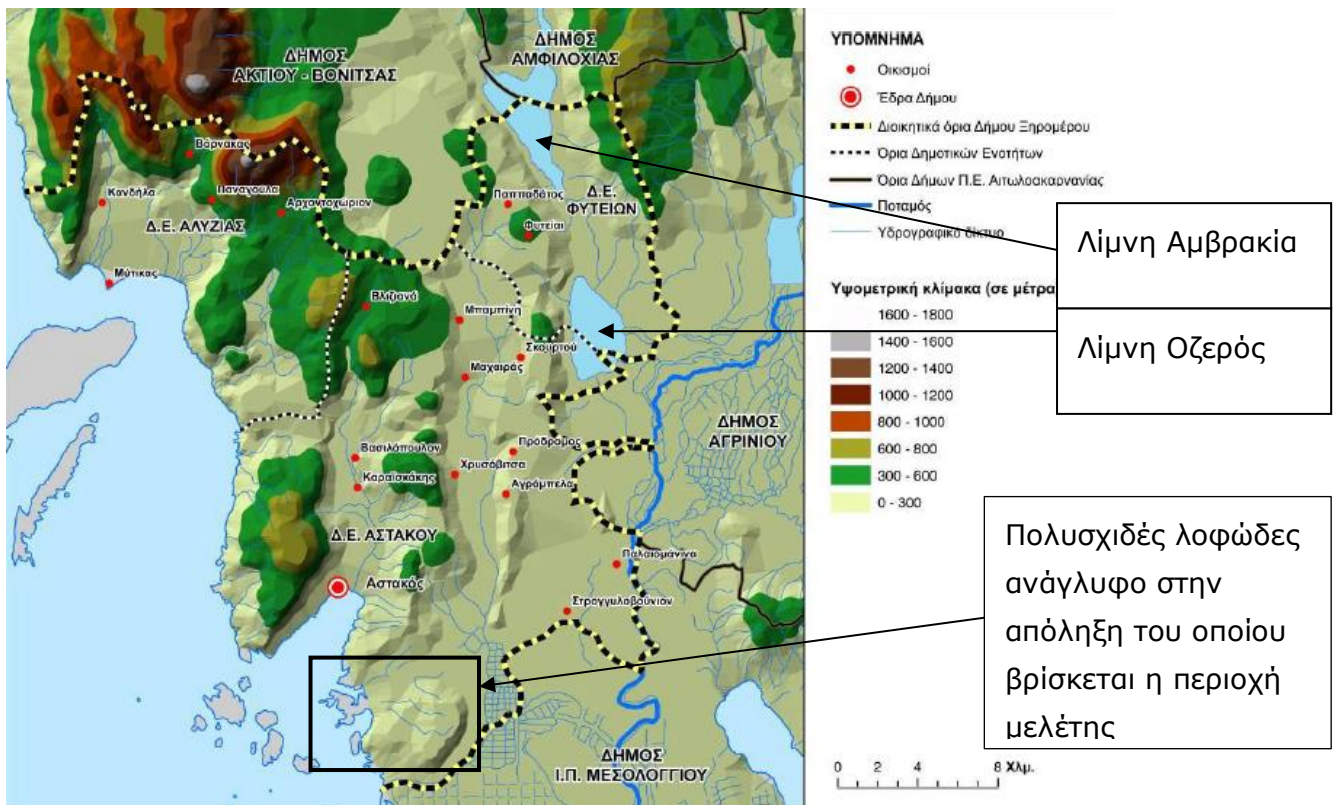 ΔΗΜΟΣ
ΑΚΤΙΟΥ - ΒΟΝΙΤΣΑΣ
ΔΗΜΟΣ
ΑΜΦΙΛΟΧΙΑΣ
Βάρνακας
Κανδήλα
Παναγούλα
Αρχοντοχώριον
Δ.Ε. ΑΛΥΖΙΑΣ
Μύτικας
Παππαδάτος
Δ.Ε.
ΦΥΤΕΙΩΝ
Φυτείαι
Βλιζιανά
Μπαμπίνη
Σκουρτού
Μαχαιράς
ΔΗΜΟΣ
ΑΓΡΙΝΙΟΥ
Βασιλόπουλον
Καραϊσκάκης
Χρυσόβιτσα
Πρόδρομος
Αγράμπελα
Δ.Ε. ΑΣΤΑΚΟΥ
Αστακός
Παλαιομάνινα
Στρογγυλοβούνιον
ΔΗΜΟΣ
Ι.Π. ΜΕΣΟΛΟΓΓΙΟΥ
ΥΠΟΜΝΗΜΑ
Οικισμοί
Έδρα Δήμου
Διοικητικά όρια Δήμου Ξηρομέρου
Όρια Δημοτικών Ενοτήτων
Όρια Δήμων Π.Ε. Αιτωλοακαρνανίας
Ποταμός
Υδρογραφικό δίκτυο
Υψομετρική κλίμακα (σε μέτρα
1600 - 1800
1400 - 1600
1200 - 1400
1000 - 1200
800 - 1000
600 - 800
300 - 600
0 - 300
Λίμνη Αμβρακία
Λίμνη Οζερός
Πολυσχιδές λοφώδες
ανάγλυφο στην
απόληξη του οποίου
βρίσκεται η περιοχή
μελέτης
0 2 4 8 Χλμ.